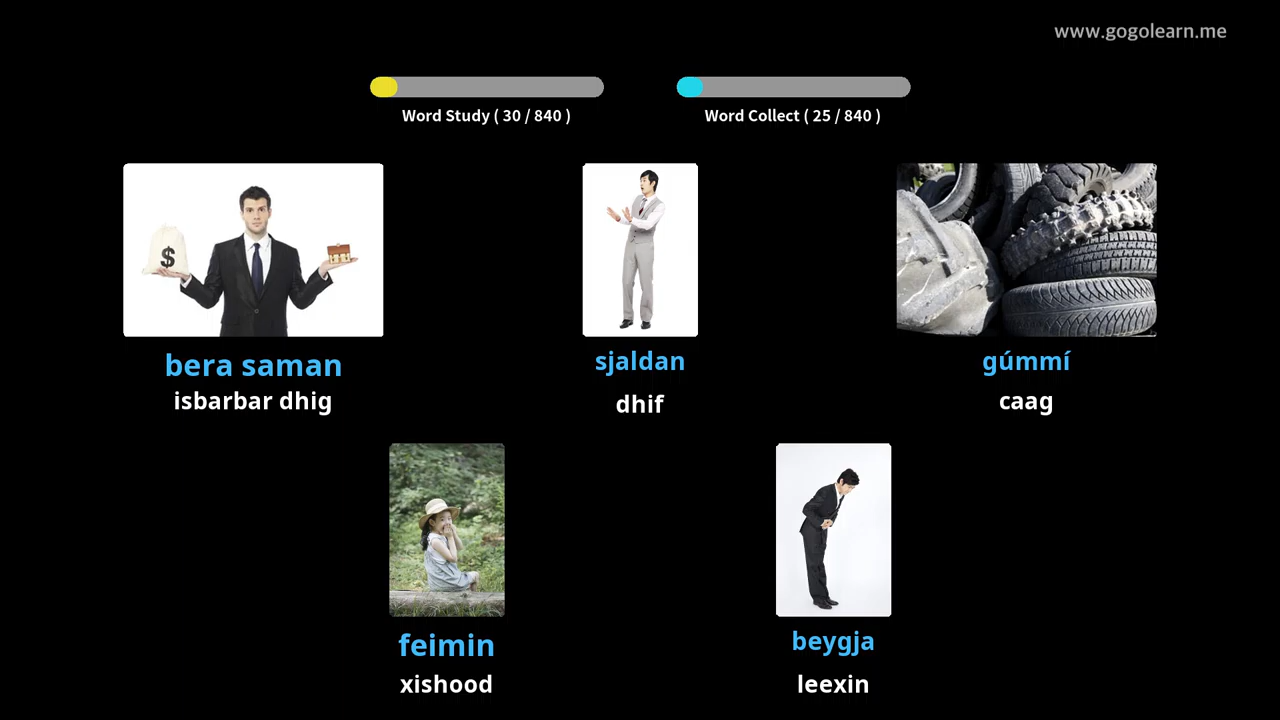 www.gogolearn.me
Word Study ( 30 / 840 )
Word Collect ( 25 / 840 )
$
bera saman
isbarbar dhig
sjaldan
dhif
gúmmí
caag
feimin
xishood
beygja
leexin